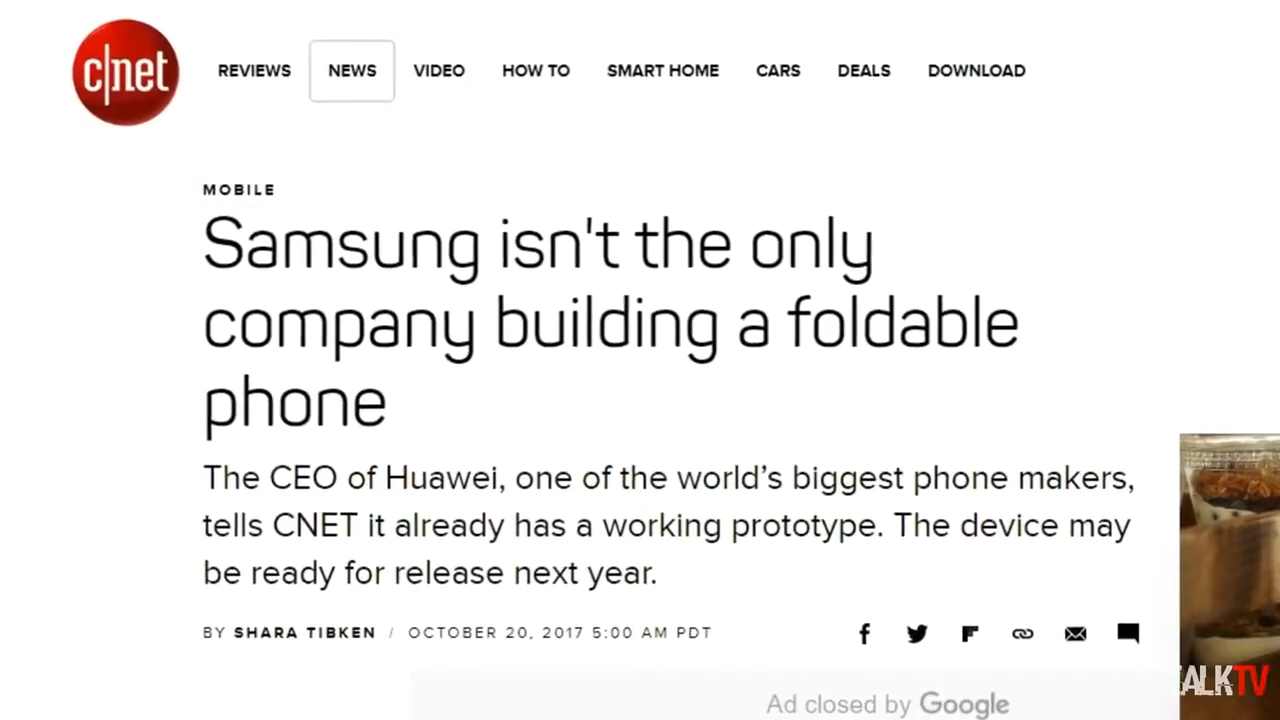 c|net
REVIEWS NEWS VIDEO HOW TO SMART HOME CARS DEALS DOWNLOAD
MOBILE
Samsung isn't the only
company building a foldable
phone
The CEO of Huawei, one of the world’s biggest phone makers,
tells CNET it already has a working prototype. The device may
be ready for release next year.
BY SHARA TIBKEN / OCTOBER 20, 2017 5:00 AM PDT
Ad closed by Google
ALKTV